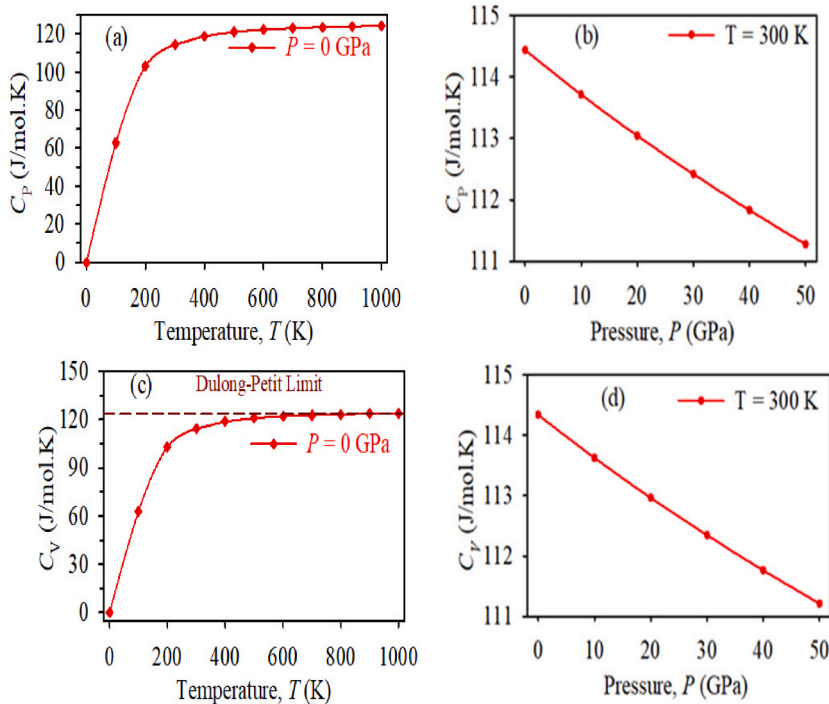 (a)
P = 0 GPa
C_P (J/mol.K)
120
100
80
60
40
20
0
0 200 400 600 800 1000
Temperature, T (K)
(b)
T = 300 K
C_P (J/mol.K)
115
114
113
112
111
0 10 20 30 40 50
Pressure, P (GPa)
(c)
Dulong-Petit Limit
P = 0 GPa
C_V (J/mol.K)
150
120
90
60
30
0
0 200 400 600 800 1000
Temperature, T (K)
(d)
T = 300 K
C_V (J/mol.K)
115
114
113
112
111
0 10 20 30 40 50
Pressure, P (GPa)